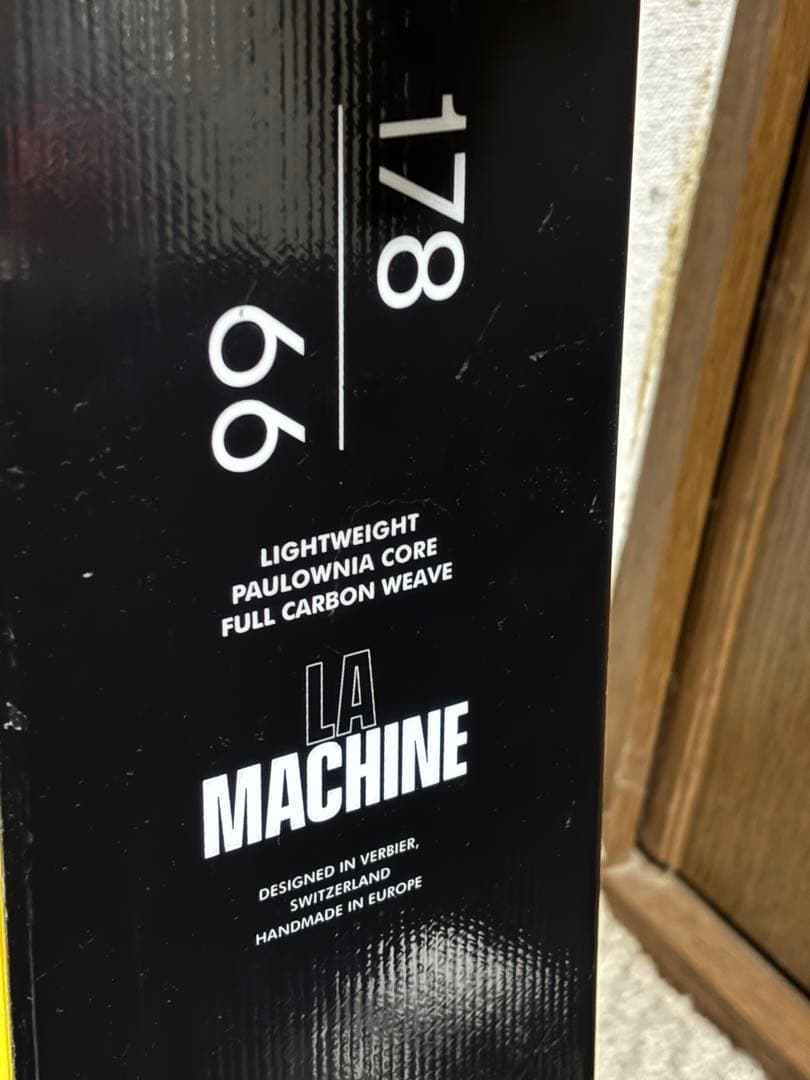 178
99
LIGHTWEIGHT
PAULOWNIA CORE
FULL CARBON WEAVE
LA
MACHINE
DESIGNED IN VERBIER,
SWITZERLAND
HANDMADE IN EUROPE